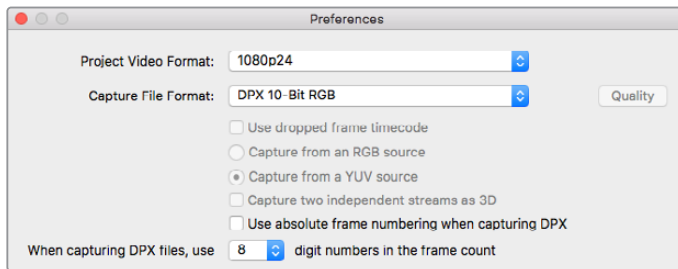 Preferences
Project Video Format: 1080p24
Capture File Format: DPX 10-Bit RGB Quality
Use dropped frame timecode
Capture from an RGB source
Capture from a YUV source
Capture two independent streams as 3D
Use absolute frame numbering when capturing DPX
When capturing DPX files, use 8 digit numbers in the frame count